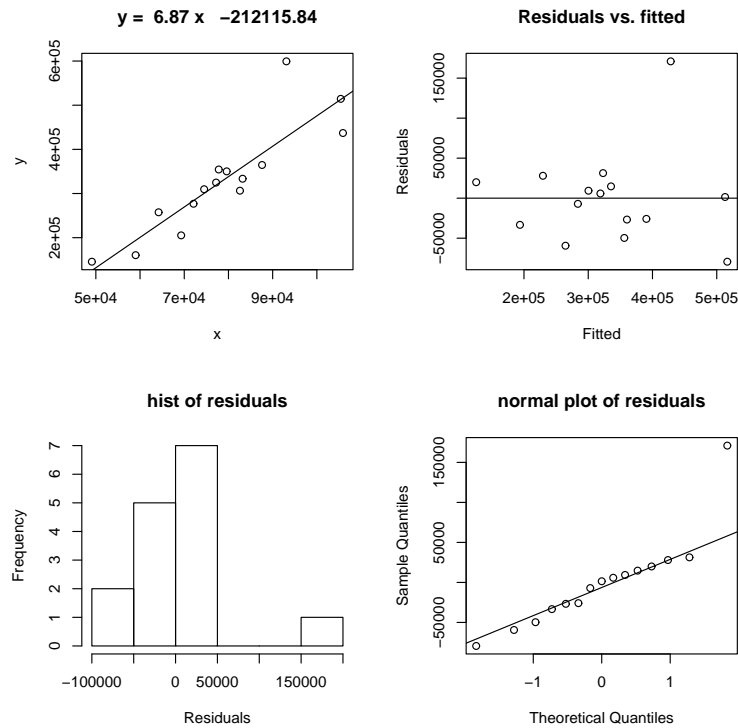 y = 6.87 x −212115.84
y
6e+05
4e+05
2e+05
5e+04 7e+04 9e+04
x
Residuals vs. fitted
Residuals
150000
50000
−50000
2e+05 3e+05 4e+05 5e+05
Fitted
hist of residuals
Frequency
7
6
5
4
3
2
1
0
−100000 0 50000 150000
Residuals
normal plot of residuals
Sample Quantiles
150000
50000
−50000
−1 0 1
Theoretical Quantiles